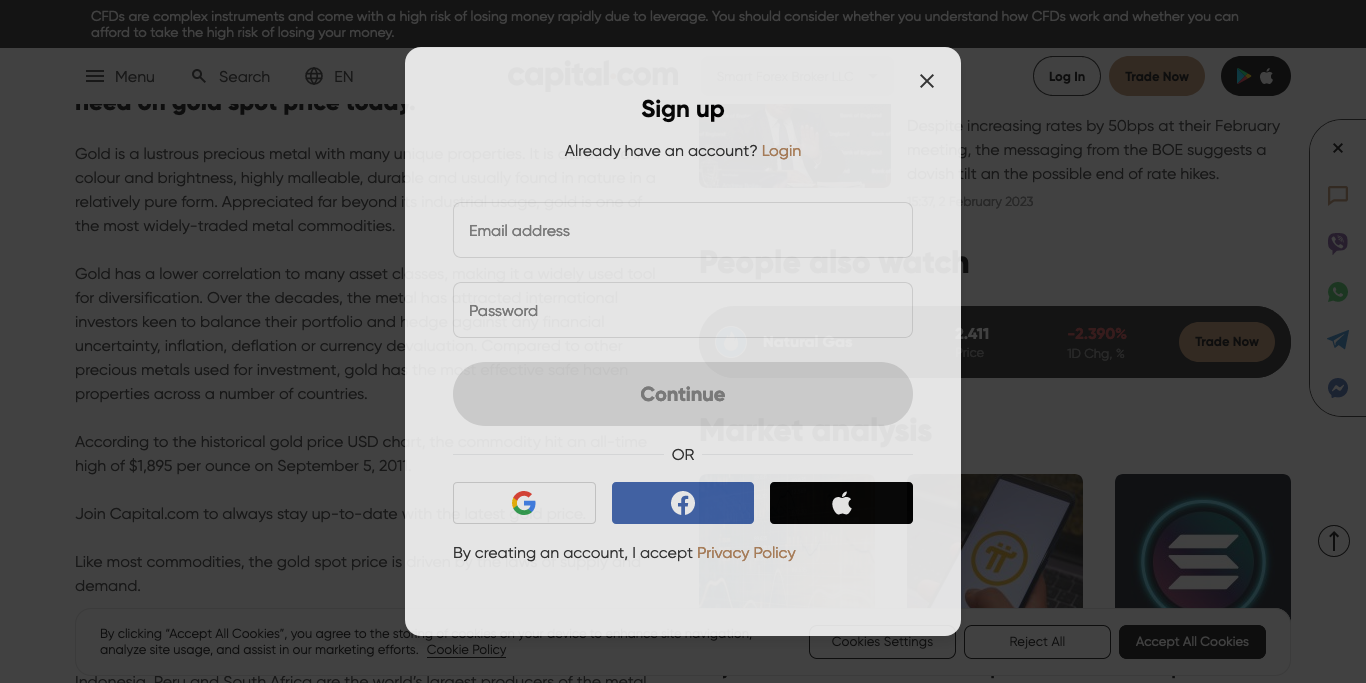 CFDs are complex instruments and come with a high risk of losing money rapidly due to leverage. You should consider whether you understand how CFDs work and whether you can
afford to take the high risk of losing your money.
Menu
Search
EN
capital.com
Log In
Trade Now
need on gold spot price today.
Sign up
Already have an account? Login
Email address
Password
Continue
OR
By creating an account, I accept Privacy Policy
Gold is a lustrous precious metal with many unique properties. It is
colour and brightness, highly malleable, durable and usually found in nature in a
relatively pure form. Appreciated far beyond its industrial usage, gold is one of
the most widely-traded metal commodities.
Gold has a lower correlation to many asset classes, making it a widely used tool
for diversification. Over the decades, the metal has attracted international
investors keen to balance their portfolio and hedge against any financial
uncertainty, inflation, deflation or currency devaluation. Compared to other
precious metals used for investment, gold has the most effective safe haven
properties across a number of countries.
According to the historical gold price USD chart, the commodity hit an all-time
high of $1,895 per ounce on September 5, 2011.
Join Capital.com to always stay up-to-date with the latest gold price.
Like most commodities, the gold spot price is driven by the laws of supply and
demand.
Indonesia, Peru and South Africa are the world's largest producers of the metal
Despite increasing rates by 50bps at their February
meeting, the messaging from the BOE suggests a
dovish tilt an the possible end of rate hikes.
February 2023
People also watch
Natural Gas
2.411
Price
-2.390%
1D Chg, %
Trade Now
Market analysis
By clicking “Accept All Cookies”, you agree to the storing of cookies on your device to enhance site navigation,
analyze site usage, and assist in our marketing efforts. Cookie Policy
Cookies Settings
Reject All
Accept All Cookies